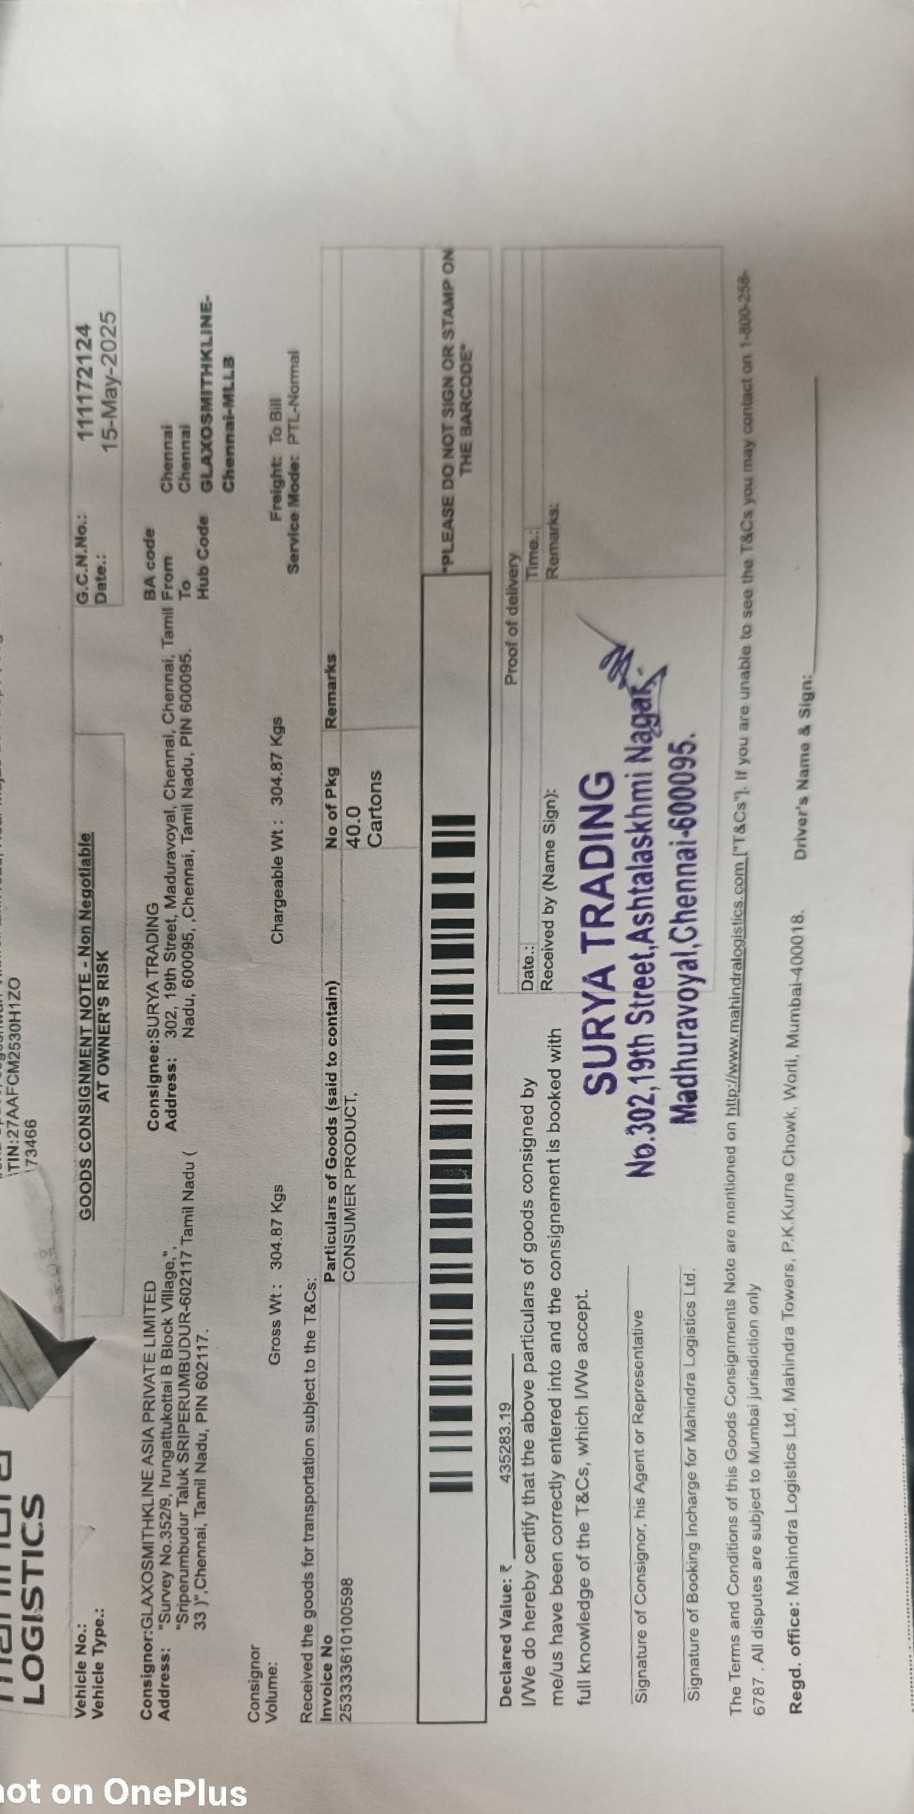 LOGISTICS
TIN:27AAFCM2530H1ZO
73466
Vehicle No.:
Vehicle Type.:
GOODS CONSIGNMENT NOTE - Non Negotiable
AT OWNER'S RISK
G.C.N.No.: 111172124
Date.: 15-May-2025
Consignor:GLAXOSMITHKLINE ASIA PRIVATE LIMITED
Address: "Survey No.352/9, Irungattukottai B Block Village,",
"Sriperumbudur Taluk SRIPERUMBUDUR-602117 Tamil Nadu (
33 )",Chennai, Tamil Nadu, PIN 602117.
Consignee:SURYA TRADING
Address: 302, 19th Street, Maduravoyal, Chennai, Chennai, Tamil
Nadu, 600095, ,Chennai, Tamil Nadu, PIN 600095.
BA code
From Chennai
To Chennai
Hub Code GLAXOSMITHKLINE-
Chennai-MLLB
Consignor
Volume:
Gross Wt : 304.87 Kgs
Chargeable Wt : 304.87 Kgs
Freight: To Bill
Service Mode: PTL-Normal
Received the goods for transportation subject to the T&Cs:
Invoice No Particulars of Goods (said to contain) No of Pkg Remarks
25333361010​0598 CONSUMER PRODUCT, 40.0
Cartons
"PLEASE DO NOT SIGN OR STAMP ON
THE BARCODE"
Declared Value: ₹ 435283.19
I/We do hereby certify that the above particulars of goods consigned by
me/us have been correctly entered into and the consignement is booked with
full knowledge of the T&Cs, which I/We accept.
Proof of delivery
Date.: Time.:
Received by (Name Sign): Remarks:
SURYA TRADING
No.302,19th Street,Ashtalaskhmi Nagar,
Madhuravoyal,Chennai-600095.
Signature of Consignor, his Agent or Representative
Signature of Booking Incharge for Mahindra Logistics Ltd.
The Terms and Conditions of this Goods Consignments Note are mentioned on http://www.mahindralogistics.com ["T&Cs"]. If you are unable to see the T&Cs you may contact on 1-800-258-
6787 . All disputes are subject to Mumbai jurisdiction only
Regd. office: Mahindra Logistics Ltd, Mahindra Towers, P.K.Kurne Chowk, Worli, Mumbai-400018. Driver's Name & Sign:
not on OnePlus